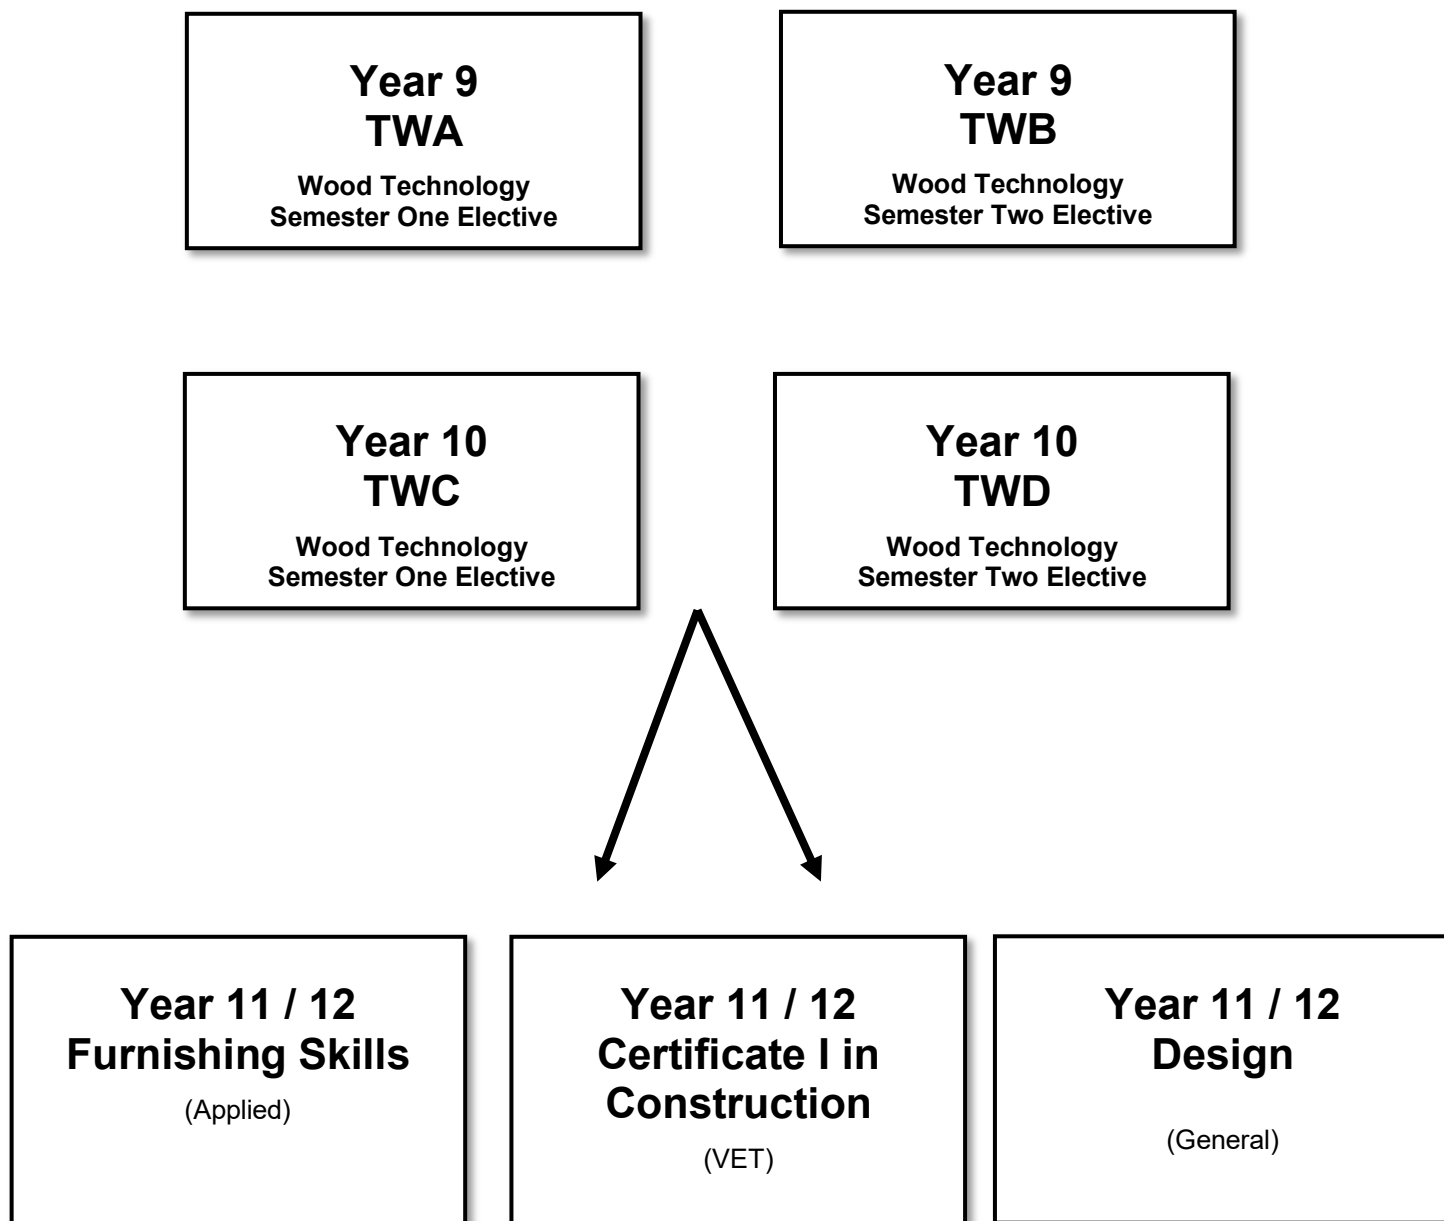 Year 9
TWA
Wood Technology
Semester One Elective
Year 9
TWB
Wood Technology
Semester Two Elective
Year 10
TWC
Wood Technology
Semester One Elective
Year 10
TWD
Wood Technology
Semester Two Elective
Year 11 / 12
Furnishing Skills
(Applied)
Year 11 / 12
Certificate I in
Construction
(VET)
Year 11 / 12
Design
(General)